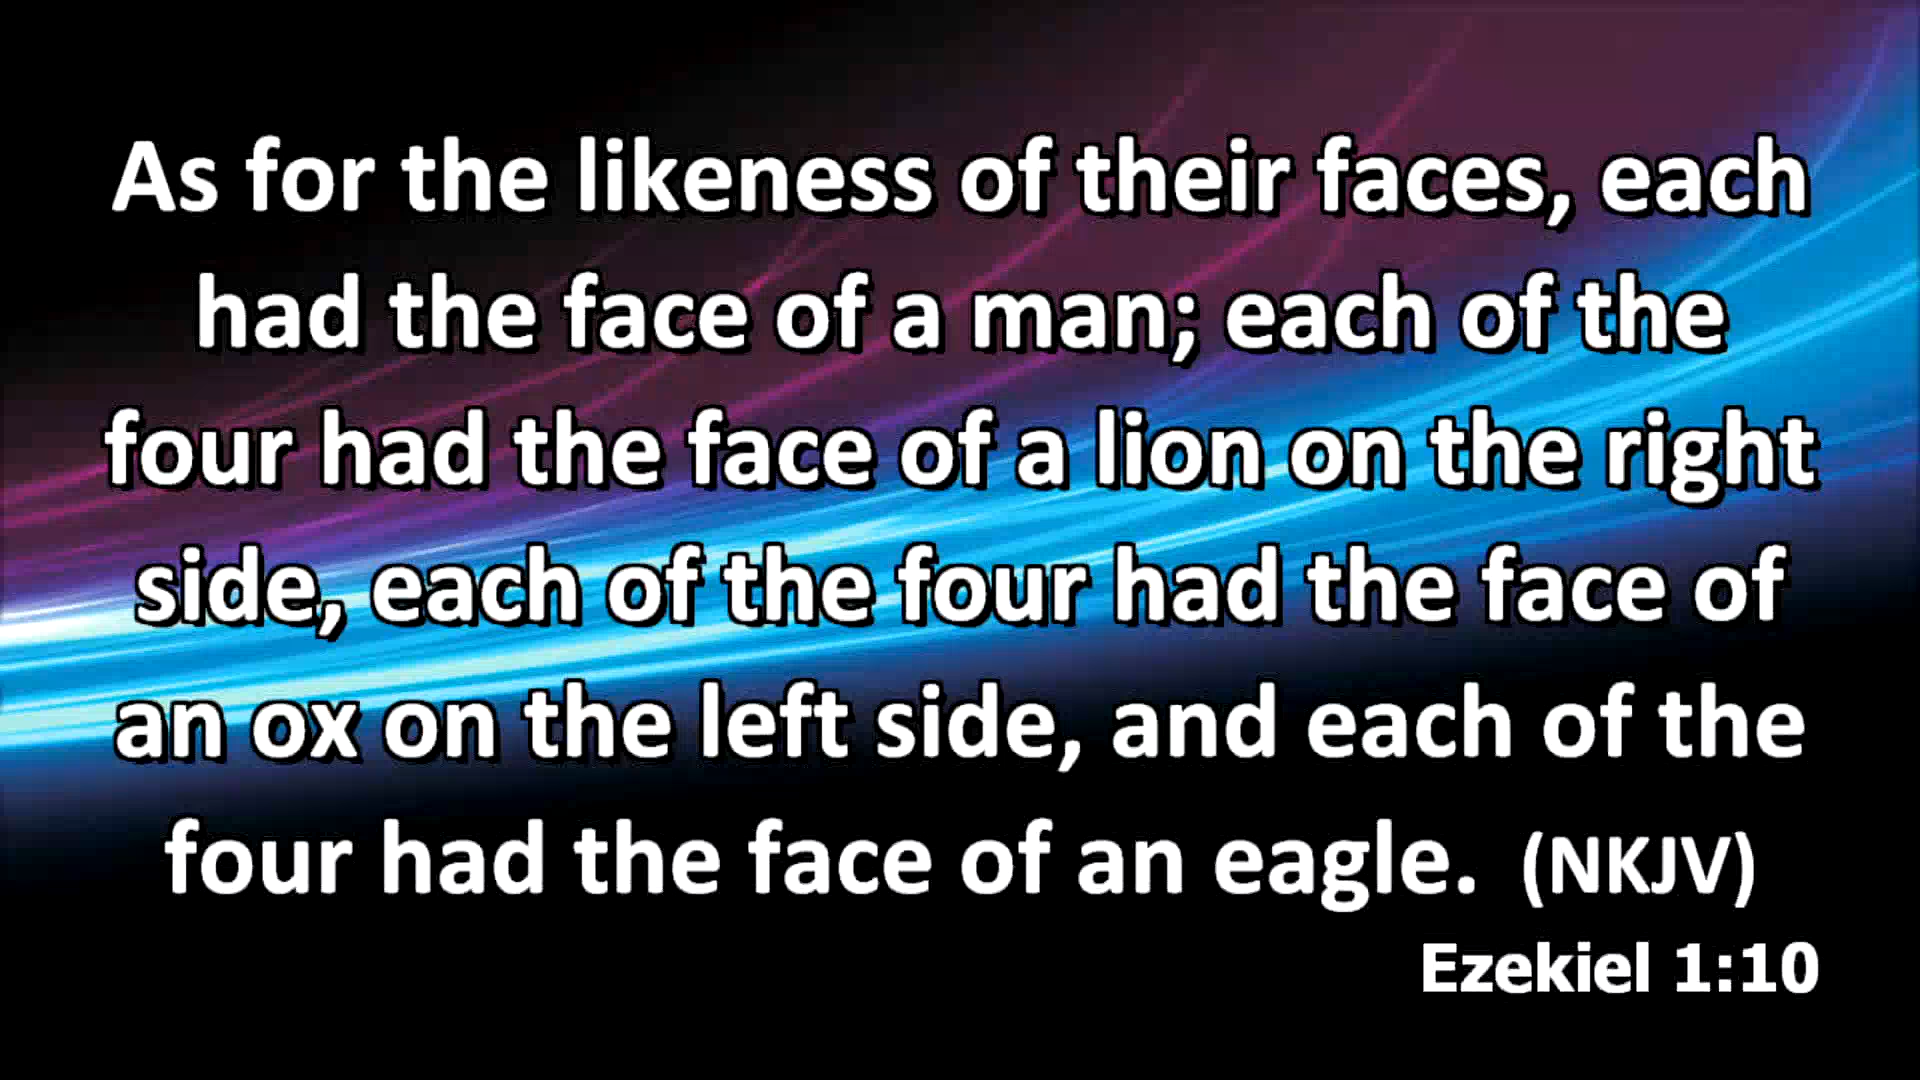 As for the likeness of their faces, each
had the face of a man; each of the
four had the face of a lion on the right
side, each of the four had the face of
an ox on the left side, and each of the
four had the face of an eagle. (NKJV)
Ezekiel 1:10